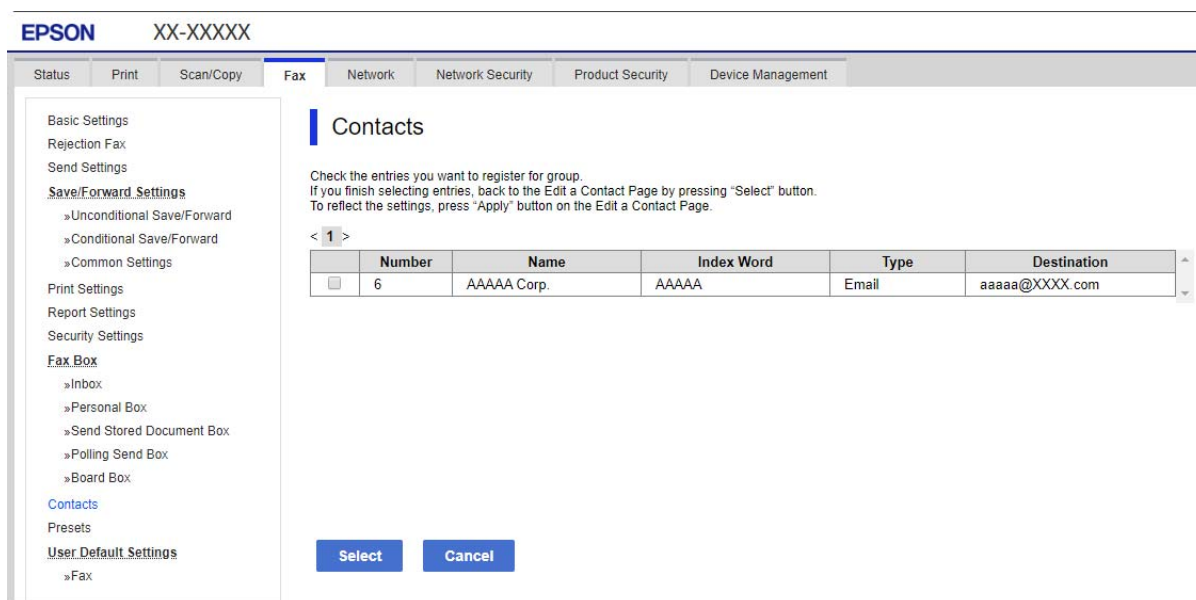 EPSON XX-XXXXX
Status Print Scan/Copy Fax Network Network Security Product Security Device Management
Basic Settings
Rejection Fax
Send Settings
Save/Forward Settings
»Unconditional Save/Forward
»Conditional Save/Forward
»Common Settings
Print Settings
Report Settings
Security Settings
Fax Box
»Inbox
»Personal Box
»Send Stored Document Box
»Polling Send Box
»Board Box
Contacts
Presets
User Default Settings
»Fax
Contacts
Check the entries you want to register for group.
If you finish selecting entries, back to the Edit a Contact Page by pressing “Select” button.
To reflect the settings, press “Apply” button on the Edit a Contact Page.
< 1 >
Number Name Index Word Type Destination
6 AAAAA Corp. AAAAA Email aaaaa@XXXX.com
Select Cancel